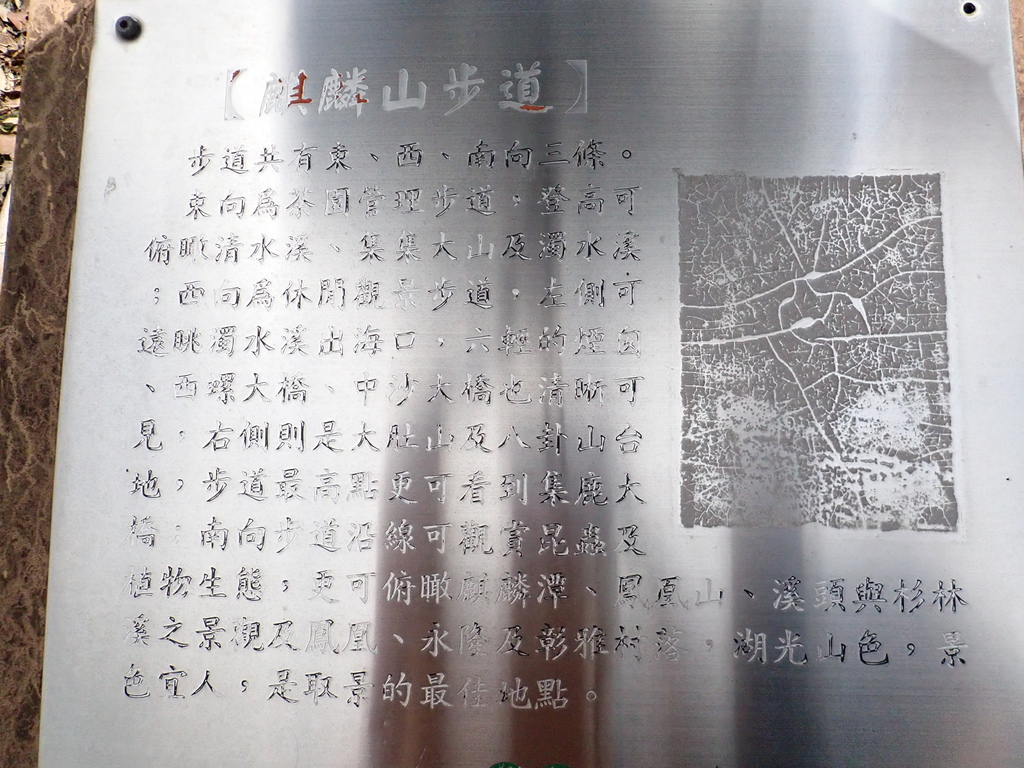 【麒麟山步道】
步道共有東、西、南向三條。
東向為茶園管理步道，登高可
俯瞰清水溪、集集大山及濁水溪
；西向為休閒觀景步道，左側可
遠眺濁水溪出海口，六輕的煙囪
、西螺大橋、中沙大橋也清晰可
見，右側則是大肚山及八卦山台
地，步道最高點更可看到集鹿大
橋；南向步道沿線可觀賞昆蟲及
植物生態，更可俯瞰麒麟潭、鳳凰山、溪頭與杉林
溪之景觀及鳳凰、永隆及彰雅村落，湖光山色，景
色宜人，是取景的最佳地點。